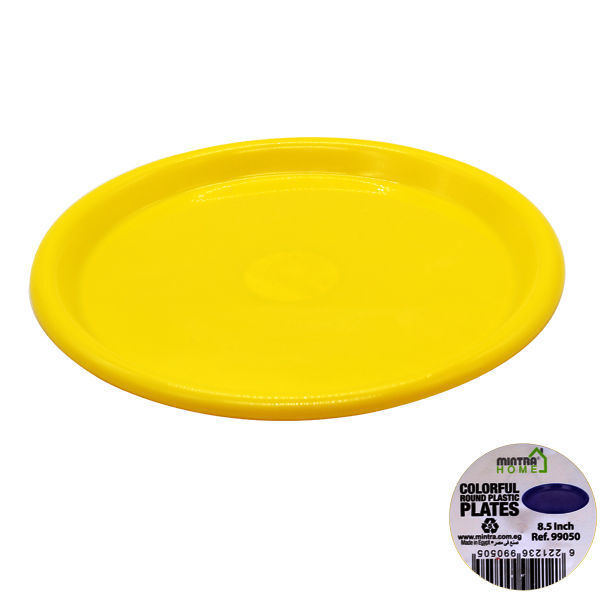 MINTRA®
HOME
COLORFUL
ROUND PLASTIC
PLATES
8.5 Inch
Ref. 99050
www.mintra.com.eg
Made in Egypt • صنع في مصر
6 221236 990505